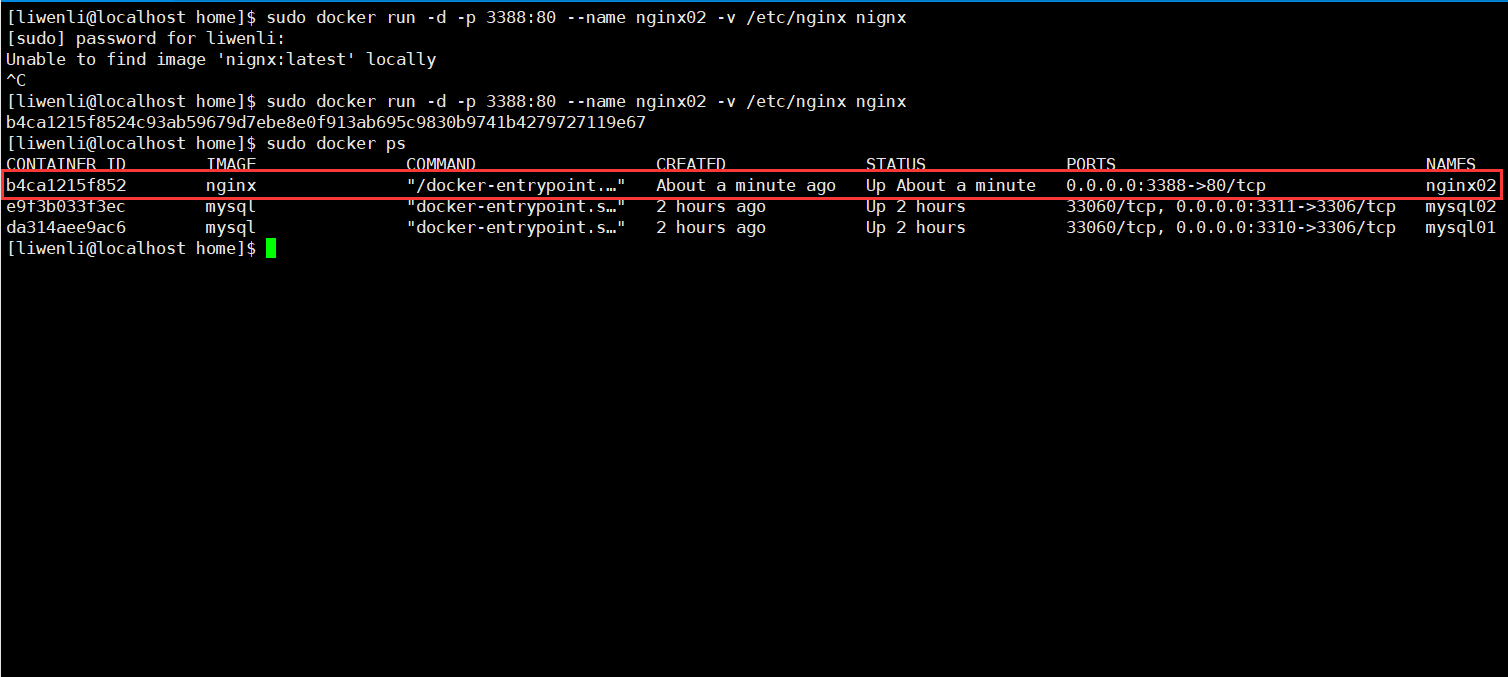 [liwenli@localhost home]$ sudo docker run -d -p 3388:80 --name nginx02 -v /etc/nginx nignx
[sudo] password for liwenli:
Unable to find image 'nignx:latest' locally
^C
[liwenli@localhost home]$ sudo docker run -d -p 3388:80 --name nginx02 -v /etc/nginx nginx
b4ca1215f8524c93ab59679d7ebe8e0f913ab695c9830b9741b4279727119e67
[liwenli@localhost home]$ sudo docker ps
CONTAINER ID        IMAGE               COMMAND                  CREATED              STATUS              PORTS                               NAMES
b4ca1215f852        nginx               "/docker-entrypoint.…"   About a minute ago   Up About a minute   0.0.0.0:3388->80/tcp                nginx02
e9f3b033f3ec        mysql               "docker-entrypoint.s…"   2 hours ago          Up 2 hours          33060/tcp, 0.0.0.0:3311->3306/tcp   mysql02
da314aee9ac6        mysql               "docker-entrypoint.s…"   2 hours ago          Up 2 hours          33060/tcp, 0.0.0.0:3310->3306/tcp   mysql01
[liwenli@localhost home]$